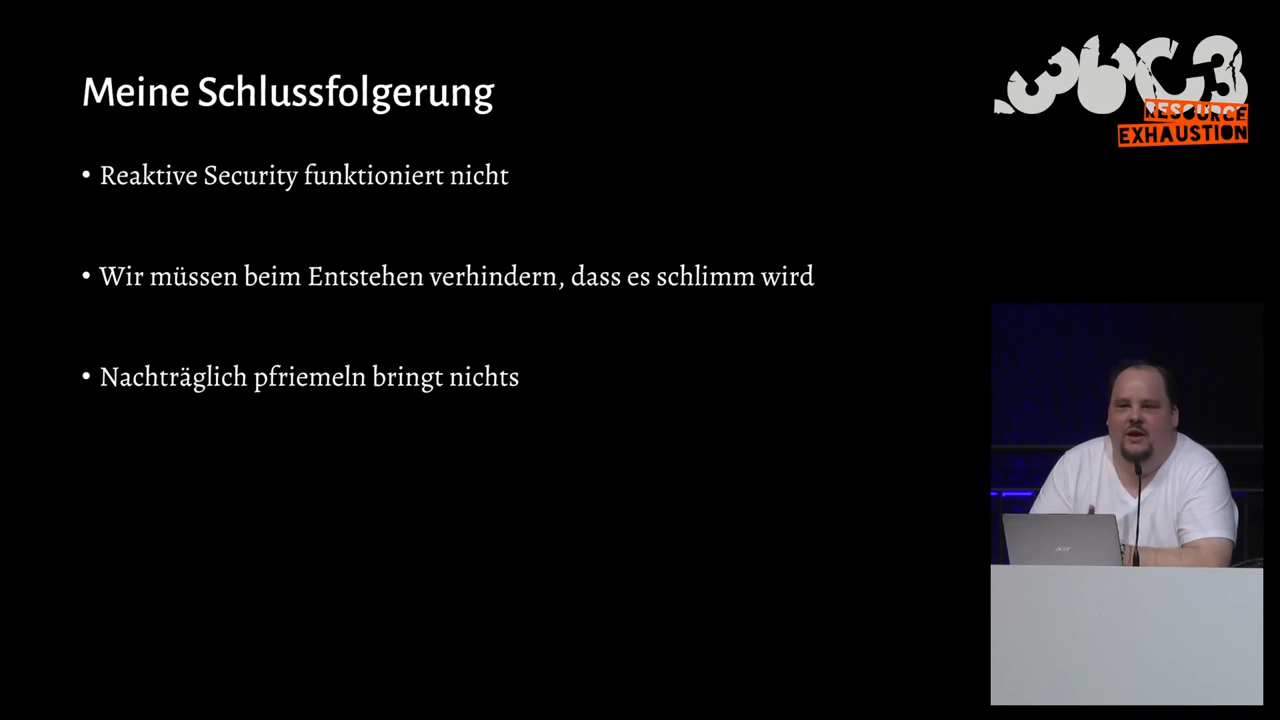 Meine Schlussfolgerung
36C3
RESOURCE
EXHAUSTION
• Reaktive Security funktioniert nicht
• Wir müssen beim Entstehen verhindern, dass es schlimm wird
• Nachträglich pfriemeln bringt nichts
acer